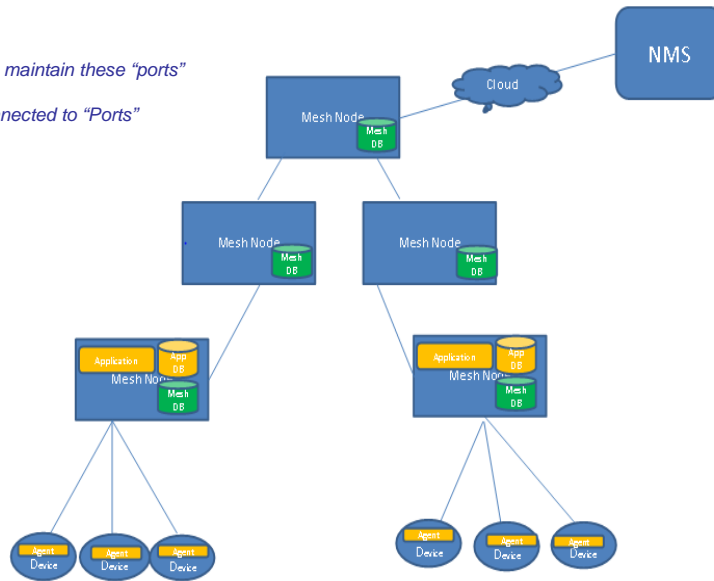 maintain these “ports”
nected to “Ports”
NMS
Cloud
Mesh Node
Mesh
DB
Mesh Node
Mesh
DB
Mesh Node
Mesh
DB
Application
App
DB
Mesh Node
Mesh
DB
Application
App
DB
Mesh Node
Mesh
DB
Agent
Device
Agent
Device
Agent
Device
Agent
Device
Agent
Device
Agent
Device